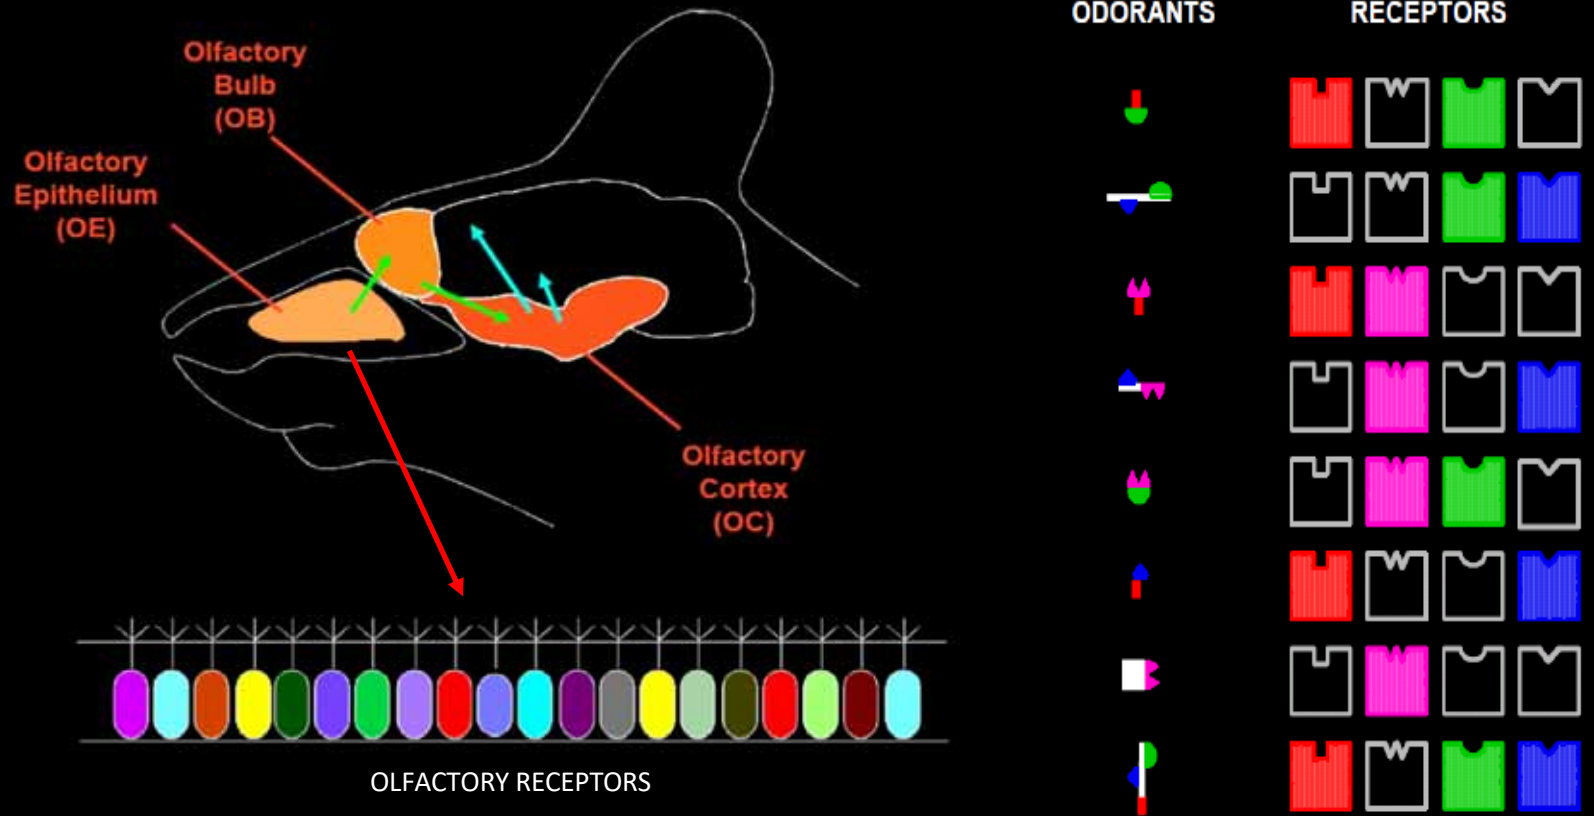 Olfactory
Bulb
(OB)
Olfactory
Epithelium
(OE)
Olfactory
Cortex
(OC)
OLFACTORY RECEPTORS
ODORANTS
RECEPTORS